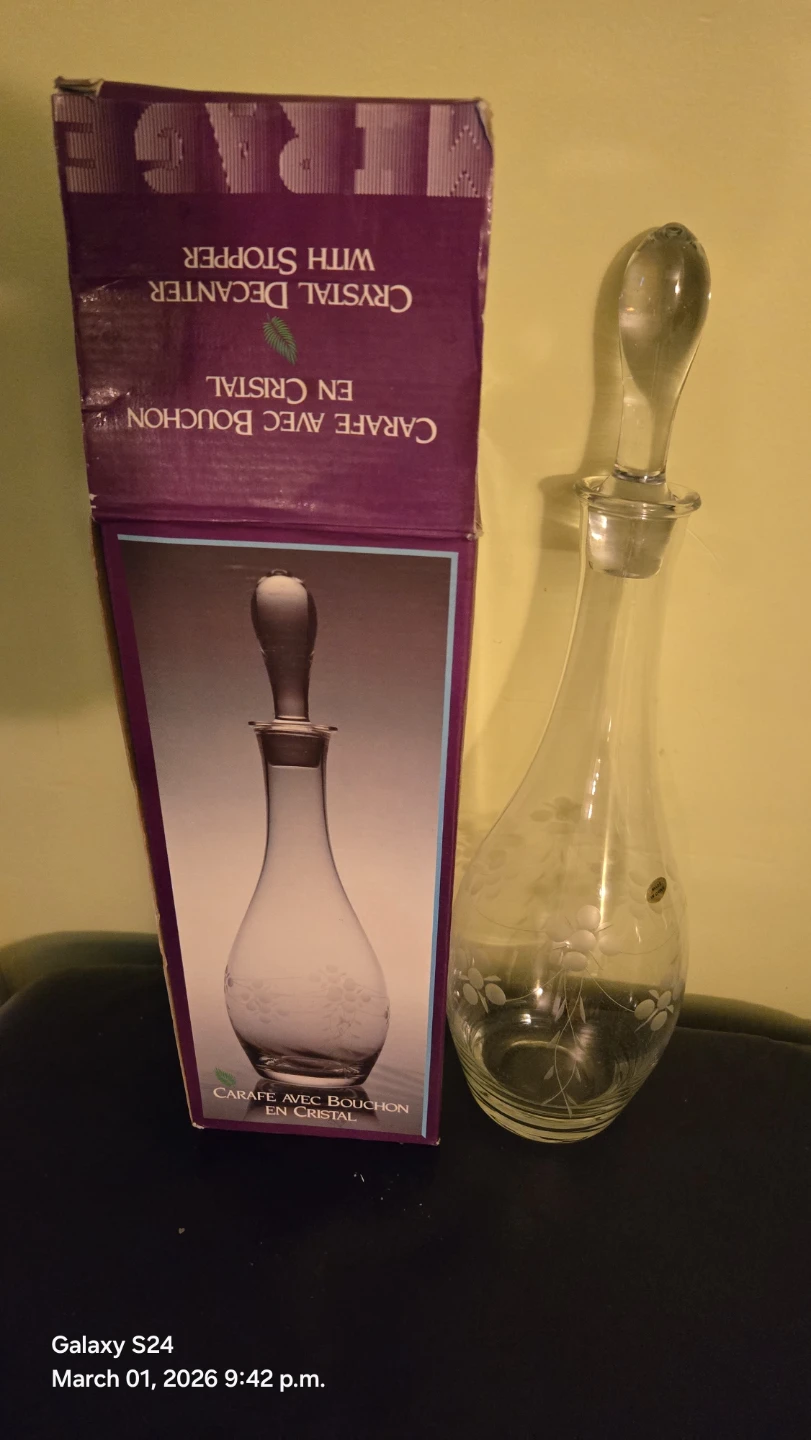 MIRAGE
CARAFE AVEC BOUCHON
EN CRISTAL
CRYSTAL DECANTER
WITH STOPPER
CARAFE AVEC BOUCHON
EN CRISTAL
Galaxy S24
March 01, 2026 9:42 p.m.